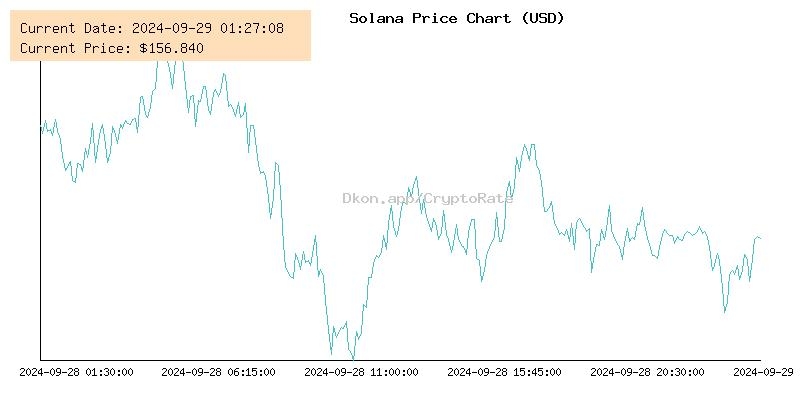 Solana Price Chart (USD)
Current Date: 2024-09-29 01:27:08
Current Price: $156.840
Dkon.app/CryptoRate
2024-09-28 01:30:00 2024-09-28 06:15:00 2024-09-28 11:00:00 2024-09-28 15:45:00 2024-09-28 20:30:00 2024-09-29